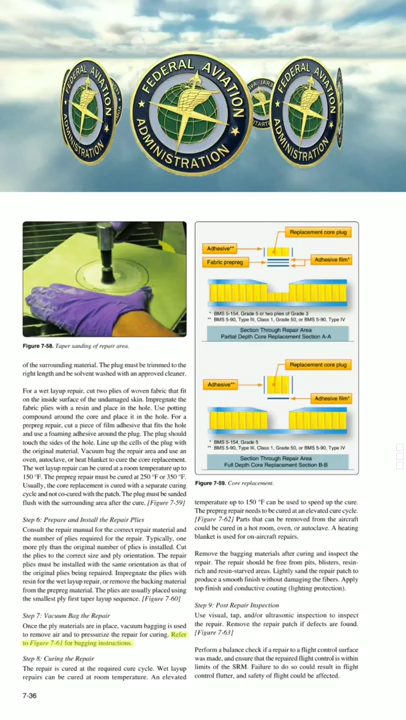 FEDERAL AVIATION
ADMINISTRATION
FEDERAL AVIATION
ADMINISTRATION
FEDERAL AVIATION
ADMINISTRATION
Figure 7-58. Taper sanding of repair area.
of the surrounding material. The plug must be trimmed to the
right length and be solvent washed with an approved cleaner.
For a wet layup repair, cut two plies of woven fabric that fit
on the inside surface of the undamaged skin. Impregnate the
fabric plies with a resin and place in the hole. Use potting
compound around the core and place it in the hole. For a
prepreg repair, cut a piece of film adhesive that fits the hole
and use a foaming adhesive around the plug. The plug should
touch the sides of the hole. Line up the cells of the plug with
the original material. Vacuum bag the repair area and use an
oven, autoclave, or heat blanket to cure the core replacement.
The wet layup repair can be cured at a room temperature up to
150 °F. The prepreg repair must be cured at 250 °F or 350 °F.
Usually, the core replacement is cured with a separate curing
cycle and not co-cured with the patch. The plug must be sanded
flush with the surrounding area after the cure. [Figure 7-59]
Step 6: Prepare and Install the Repair Plies
Consult the repair manual for the correct repair material and
the number of plies required for the repair. Typically, one
more ply than the original number of plies is installed. Cut
the plies to the correct size and ply orientation. The repair
plies must be installed with the same orientation as that of
the original plies being repaired. Impregnate the plies with
resin for the wet layup repair, or remove the backing material
from the prepreg material. The plies are usually placed using
the smallest ply first taper layup sequence. [Figure 7-60]
Step 7: Vacuum Bag the Repair
Once the ply materials are in place, vacuum bagging is used
to remove air and to pressurize the repair for curing. Refer
to Figure 7-61 for bagging instructions.
Step 8: Curing the Repair
The repair is cured at the required cure cycle. Wet layup
repairs can be cured at room temperature. An elevated
7-36
Replacement core plug
Adhesive**
Fabric prepreg
Adhesive film*
* BMS 5-154, Grade 5 or two plies of Grade 3
** BMS 5-90, Type III, Class 1, Grade 50, or BMS 5-90, Type IV
Section Through Repair Area
Partial Depth Core Replacement Section A-A
Replacement core plug
Adhesive**
Adhesive film*
* BMS 5-154, Grade 5
** BMS 5-90, Type III, Class 1, Grade 50, or BMS 5-90, Type IV
Section Through Repair Area
Full Depth Core Replacement Section B-B
Figure 7-59. Core replacement.
temperature up to 150 °F can be used to speed up the cure.
The prepreg repair needs to be cured at an elevated cure cycle.
[Figure 7-62] Parts that can be removed from the aircraft
could be cured in a hot room, oven, or autoclave. A heating
blanket is used for on-aircraft repairs.
Remove the bagging materials after curing and inspect the
repair. The repair should be free from pits, blisters, resin-
rich and resin-starved areas. Lightly sand the repair patch to
produce a smooth finish without damaging the fibers. Apply
top finish and conductive coating (lighting protection).
Step 9: Post Repair Inspection
Use visual, tap, and/or ultrasonic inspection to inspect
the repair. Remove the repair patch if defects are found.
[Figure 7-63]
Perform a balance check if a repair to a flight control surface
was made, and ensure that the repaired flight control is within
limits of the SRM. Failure to do so could result in flight
control flutter, and safety of flight could be affected.